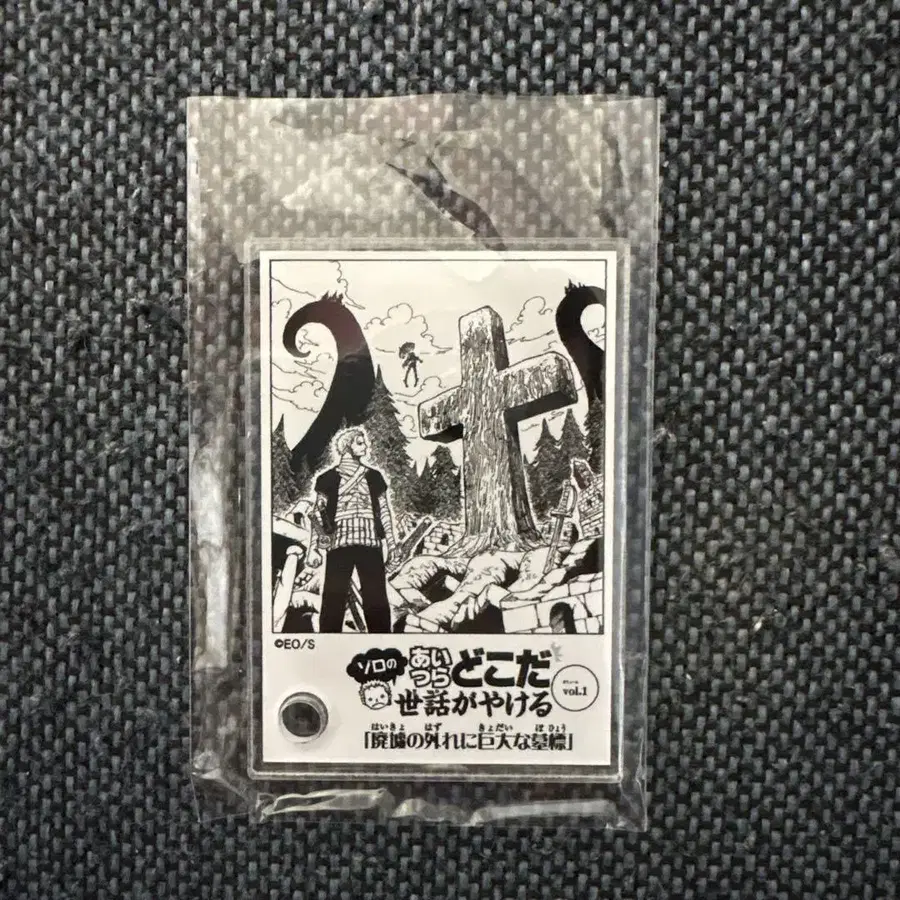 ©EO/S
ソロの あいつら どこだ
世話がやける
vol.1
はいきょ はず きょだい ぼひょう
「廃墟の外れに巨大な墓標」